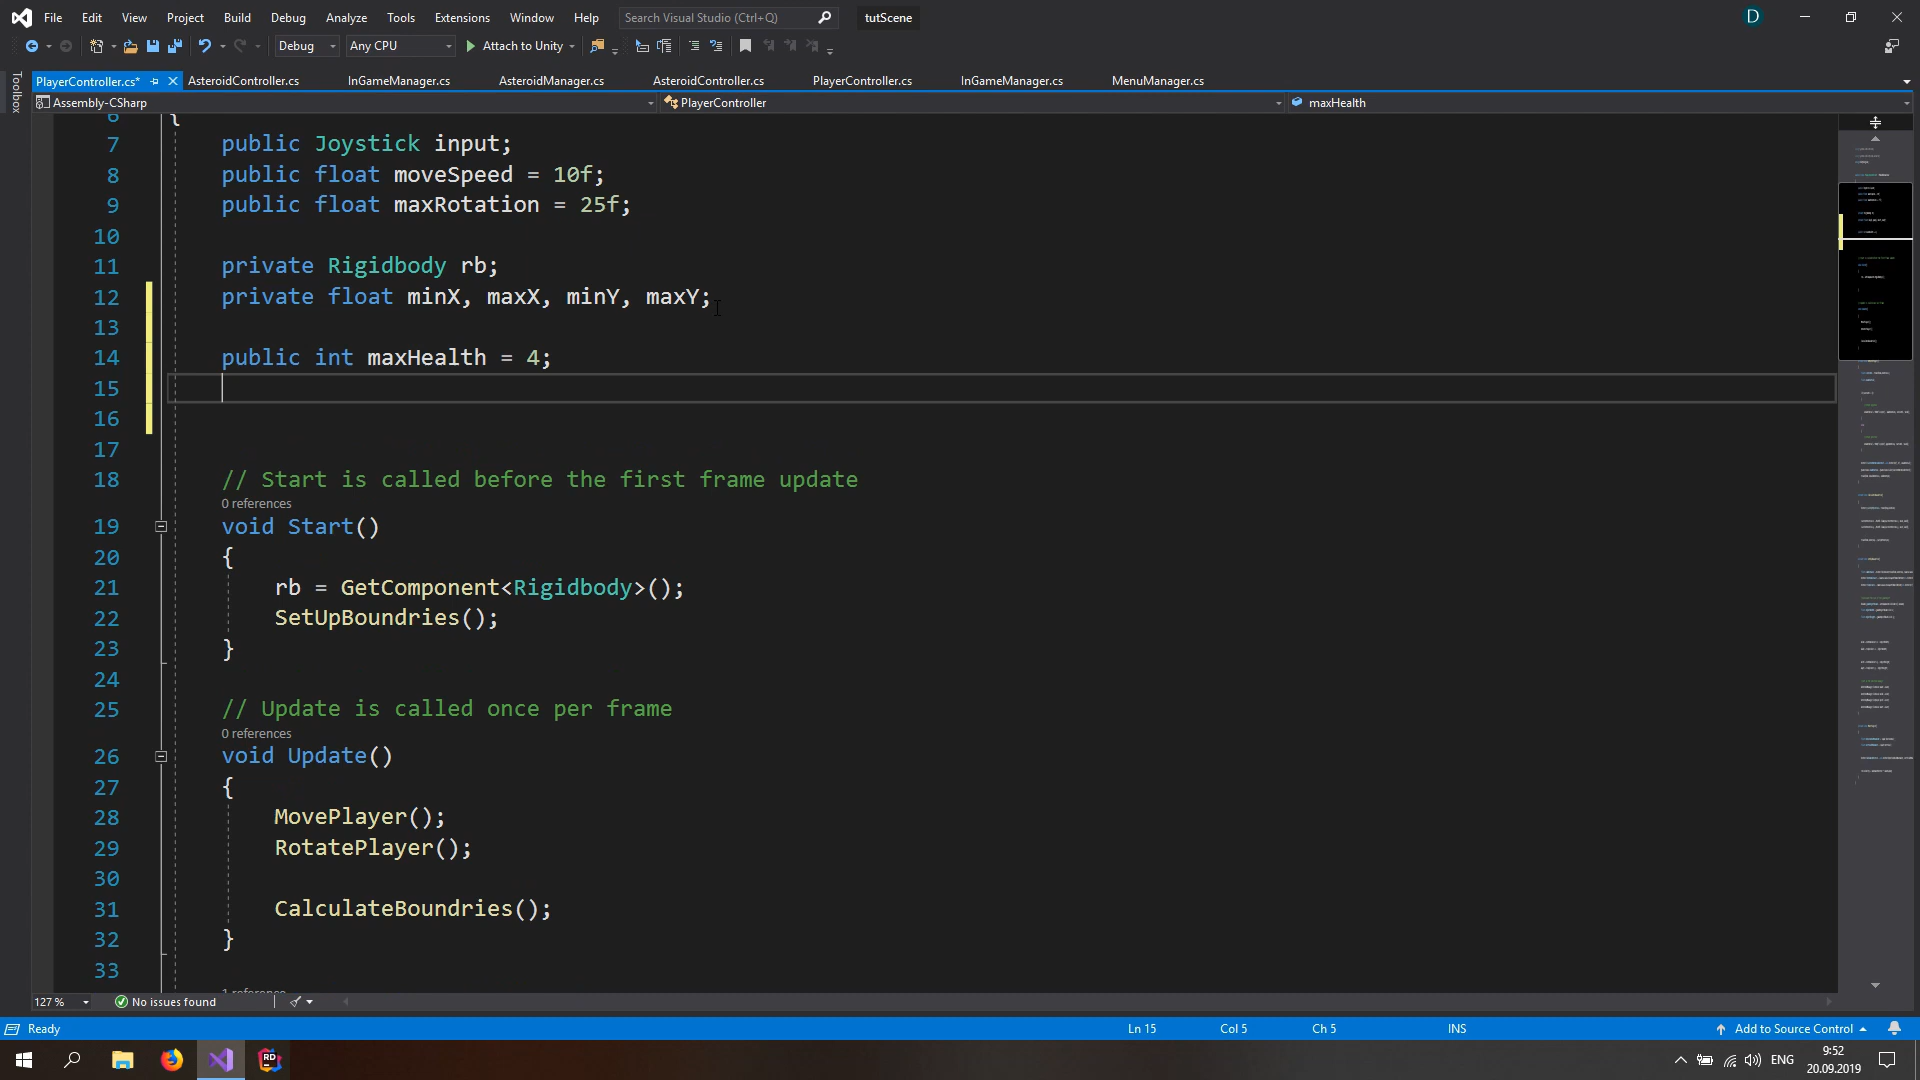 File Edit View Project Build Debug Analyze Tools Extensions Window Help Search Visual Studio (Ctrl+Q) tutScene D
Debug Any CPU Attach to Unity
Toolbox
PlayerController.cs* AsteroidController.cs InGameManager.cs AsteroidManager.cs AsteroidController.cs PlayerController.cs InGameManager.cs MenuManager.cs
Assembly-CSharp PlayerController maxHealth
6 {
7 public Joystick input;
8 public float moveSpeed = 10f;
9 public float maxRotation = 25f;
10
11 private Rigidbody rb;
12 private float minX, maxX, minY, maxY;
13
14 public int maxHealth = 4;
15
16
17
18 // Start is called before the first frame update
0 references
19 void Start()
20 {
21 rb = GetComponent<Rigidbody>();
22 SetUpBoundries();
23 }
24
25 // Update is called once per frame
0 references
26 void Update()
27 {
28 MovePlayer();
29 RotatePlayer();
30
31 CalculateBoundries();
32 }
33
1 reference
127 % No issues found
Ready Ln 15 Col 5 Ch 5 INS Add to Source Control
RD ENG 9:52
20.09.2019